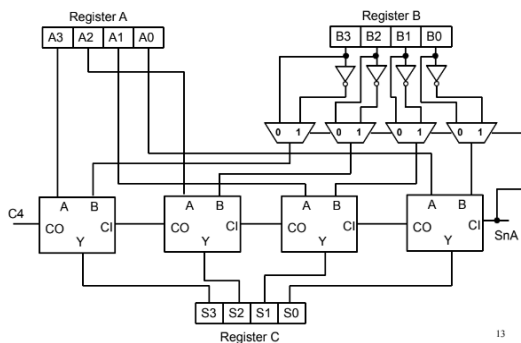 Register A
Register B
A3 A2 A1 A0
B3 B2 B1 B0
0 1 0 1 0 1 0 1
C4
A B A B A B A B
CO CI CO CI CO CI CO CI
Y Y Y Y
SnA
S3 S2 S1 S0
Register C
13